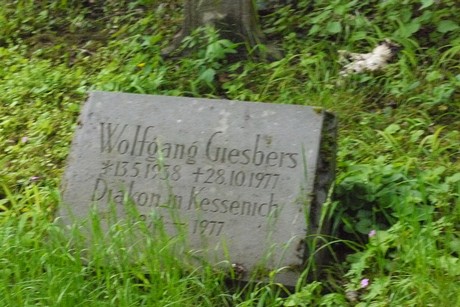 Wolfgang Giesbers
*13.5.1938 +28.10.1977
Diakon in Kessenich
- 1977